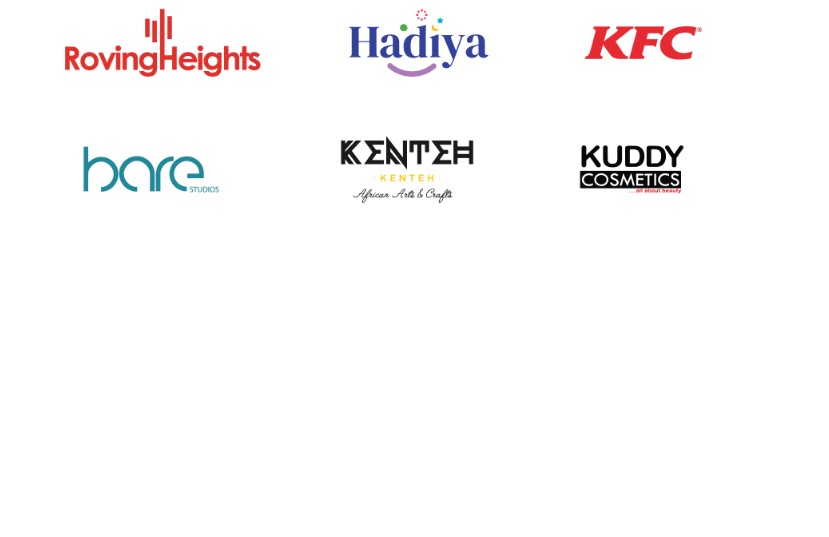 RovingHeights
Hadiya
KFC®
bare
STUDIOS
KENTEH
· KENTEH ·
African Arts & Crafts
KUDDY
COSMETICS
...all about beauty